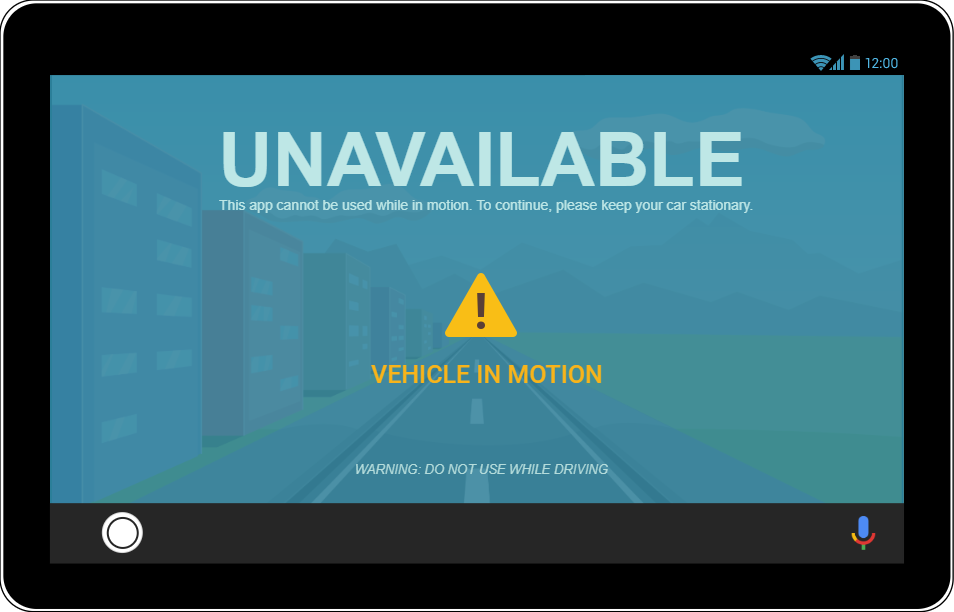 12:00
UNAVAILABLE
This app cannot be used while in motion. To continue, please keep your car stationary.
VEHICLE IN MOTION
WARNING: DO NOT USE WHILE DRIVING